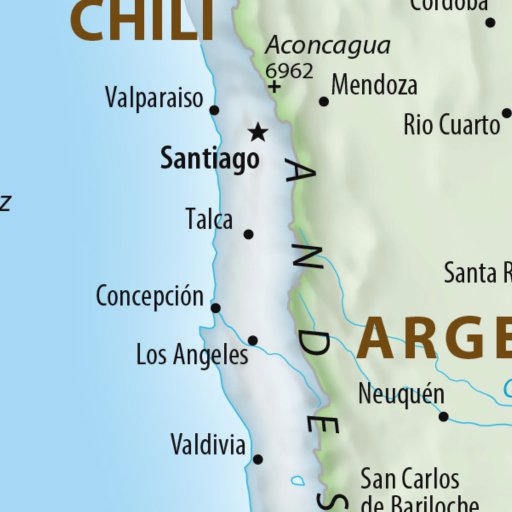 CHILI
Córdoba
Aconcagua
6962
Mendoza
Valparaiso
Rio Cuarto
Santiago
Talca
Santa R
Concepción
ARGE
Los Angeles
Neuquén
Valdivia
San Carlos
de Bariloche
ANDES
z